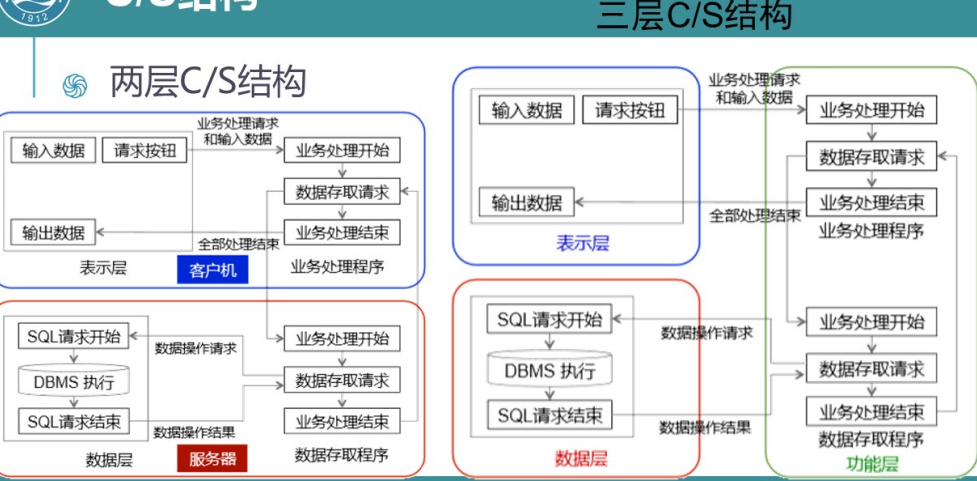 1912
C/S结构
三层C/S结构
两层C/S结构
业务处理请求
和输入数据
输入数据
请求按钮
业务处理开始
数据存取请求
输出数据
业务处理结束
全部处理结束
表示层
客户机
业务处理程序
SQL请求开始
数据操作请求
业务处理开始
DBMS 执行
数据存取请求
SQL请求结束
业务处理结束
数据操作结果
数据层
服务器
数据存取程序
业务处理请求
和输入数据
输入数据
请求按钮
业务处理开始
数据存取请求
输出数据
业务处理结束
全部处理结束
业务处理程序
表示层
SQL请求开始
数据操作请求
业务处理开始
DBMS 执行
数据存取请求
SQL请求结束
业务处理结束
数据操作结果
数据存取程序
数据层
功能层